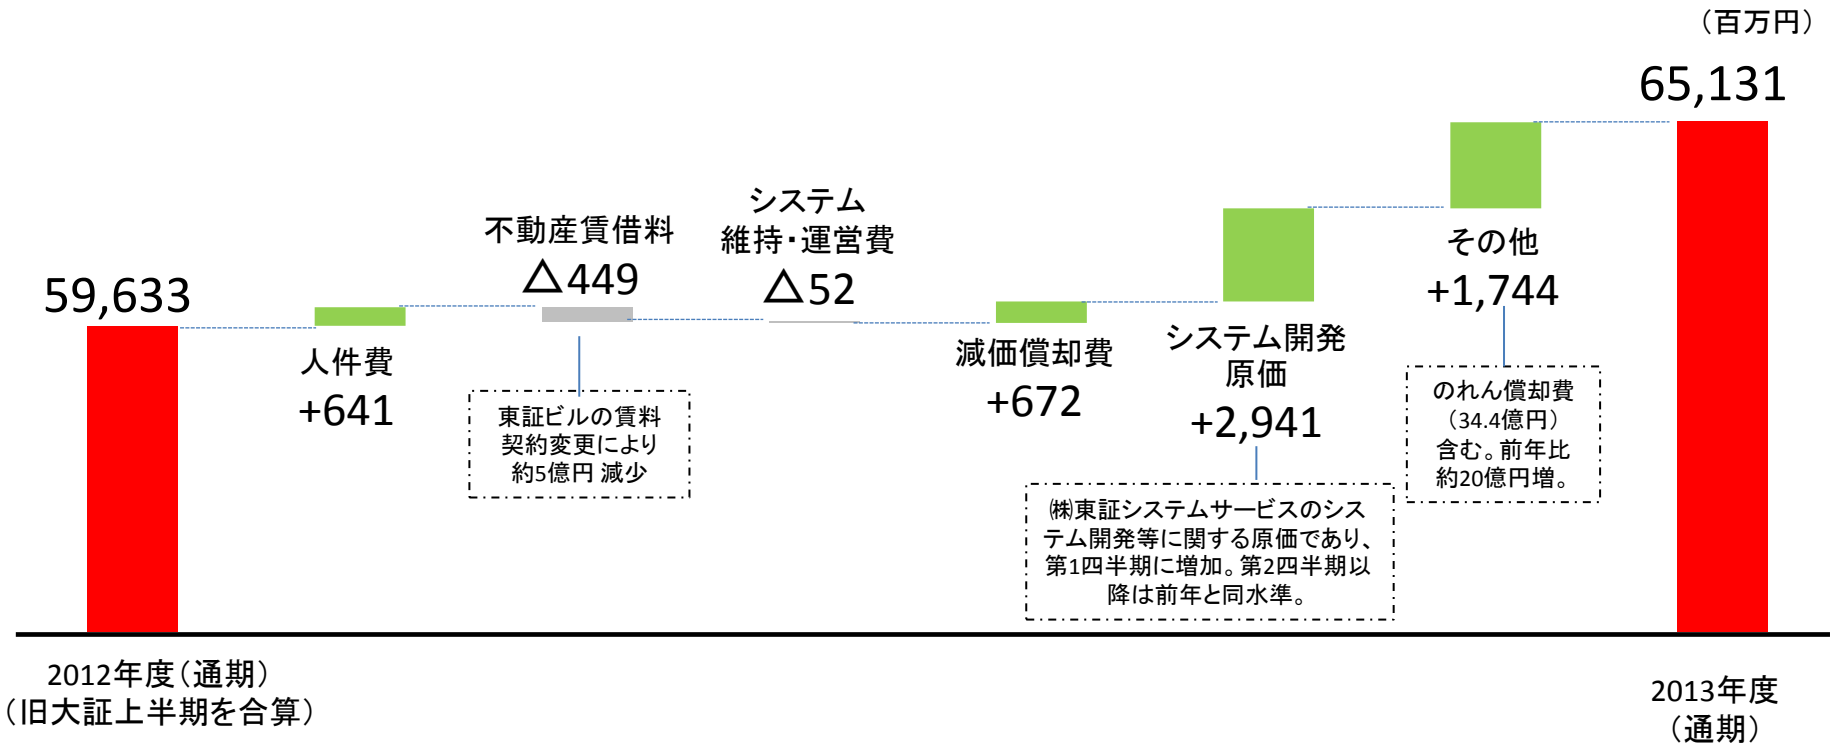 （百万円）
59,633
人件費
+641
不動産賃借料
△449
東証ビルの賃料
契約変更により
約5億円 減少
システム
維持・運営費
△52
減価償却費
+672
システム開発
原価
+2,941
㈱東証システムサービスのシス
テム開発等に関する原価であり、
第1四半期に増加。第2四半期以
降は前年と同水準。
その他
+1,744
のれん償却費
（34.4億円）
含む。前年比
約20億円増。
65,131
2012年度（通期）
（旧大証上半期を合算）
2013年度
（通期）